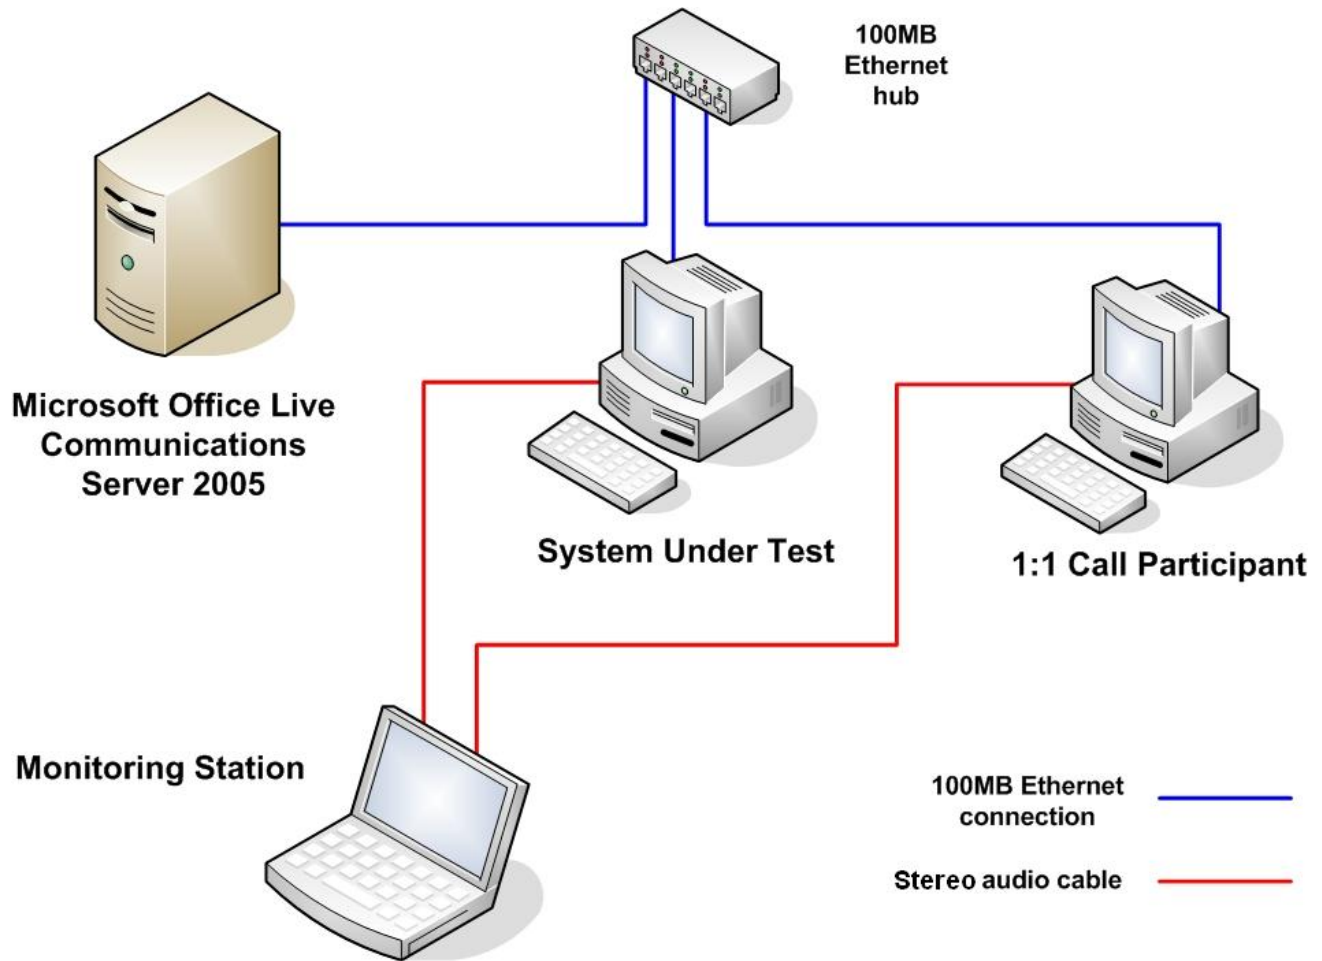 100MB
Ethernet
hub
Microsoft Office Live
Communications
Server 2005
System Under Test
1:1 Call Participant
Monitoring Station
100MB Ethernet
connection
Stereo audio cable